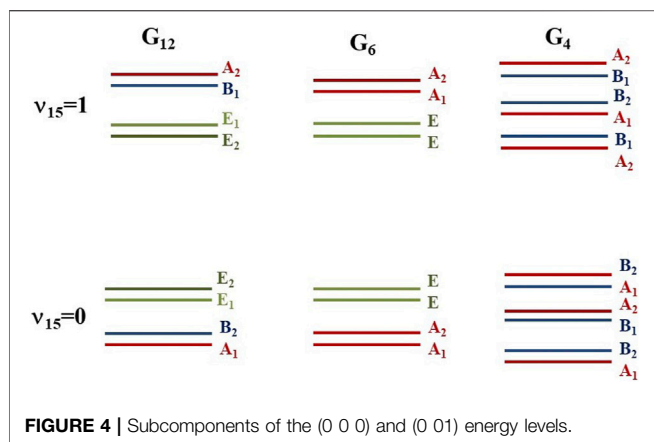 G₁₂ G₆ G₄
ν₁₅=1
A₂
B₁
E₁
E₂
A₂
A₁
E
E
A₂
B₁
B₂
A₁
B₁
A₂
ν₁₅=0
E₂
E₁
B₂
A₁
E
E
A₂
A₁
B₂
A₁
A₂
B₁
B₂
A₁
FIGURE 4 | Subcomponents of the (0 0 0) and (0 01) energy levels.